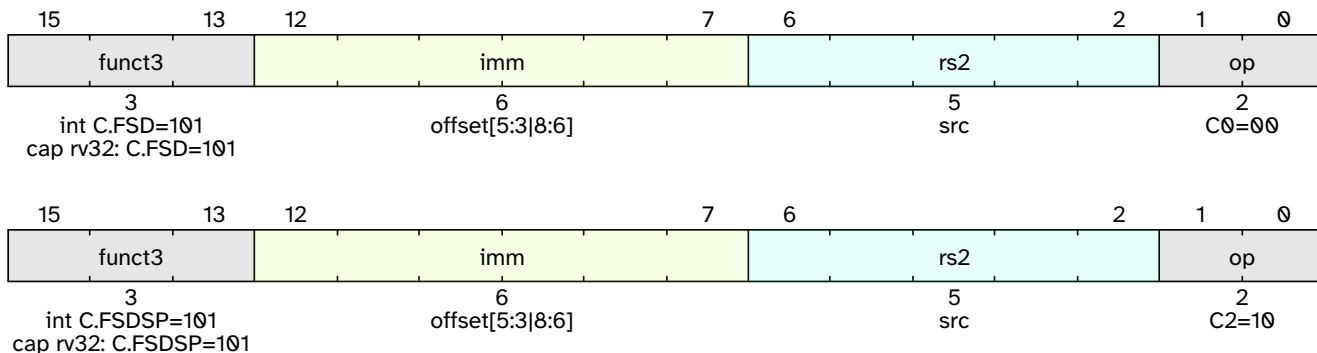 15 13 12 7 6 2 1 0
funct3 imm rs2 op
3 6 5 2
int C.FSD=101 offset[5:3|8:6] src C0=00
cap rv32: C.FSD=101
15 13 12 7 6 2 1 0
funct3 imm rs2 op
3 6 5 2
int C.FSDSP=101 offset[5:3|8:6] src C2=10
cap rv32: C.FSDSP=101